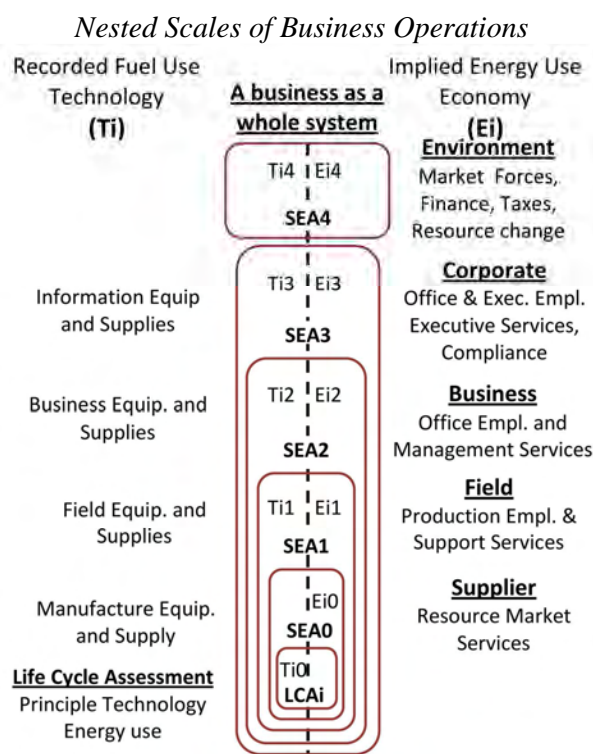 Nested Scales of Business Operations
Recorded Fuel Use
Technology
(Ti)
A business as a
whole system
Implied Energy Use
Economy
(Ei)
Environment
Market Forces,
Finance, Taxes,
Resource change
Ti4 Ei4
SEA4
Corporate
Office & Exec. Empl.
Executive Services,
Compliance
Information Equip
and Supplies
Ti3 Ei3
SEA3
Business
Office Empl. and
Management Services
Business Equip. and
Supplies
Ti2 Ei2
SEA2
Field
Production Empl. &
Support Services
Field Equip. and
Supplies
Ti1 Ei1
SEA1
Supplier
Resource Market
Services
Manufacture Equip.
and Supply
Ei0
SEA0
Life Cycle Assessment
Principle Technology
Energy use
Ti0
LCAi